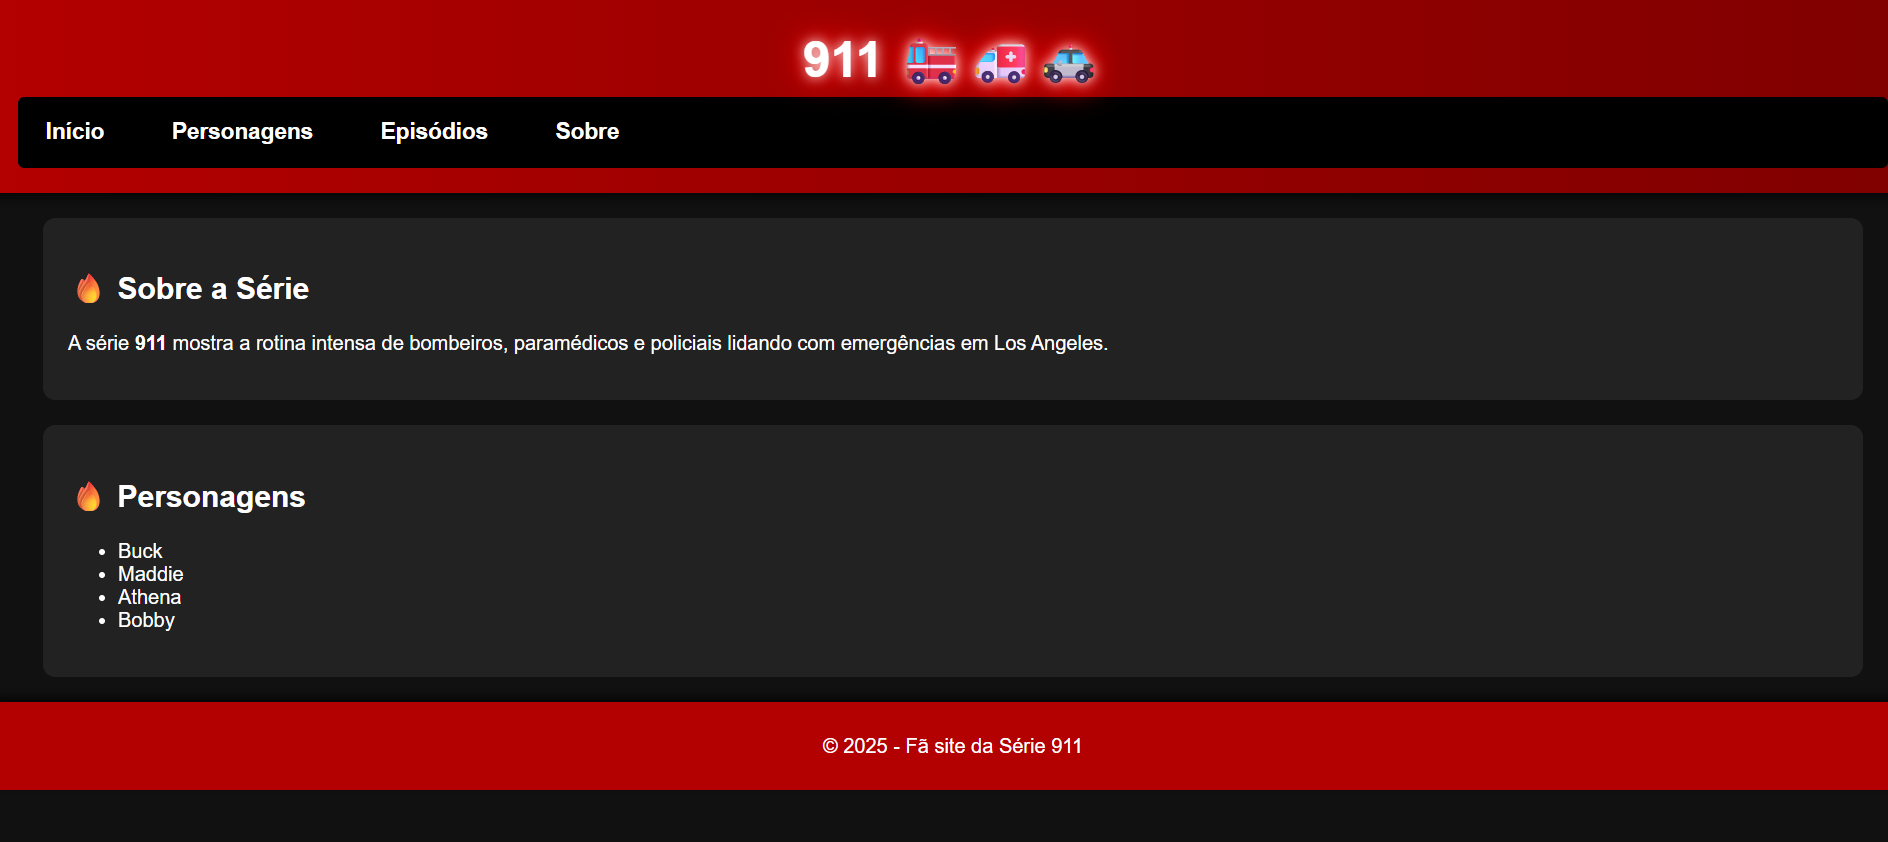 911
Início Personagens Episódios Sobre
Sobre a Série
A série 911 mostra a rotina intensa de bombeiros, paramédicos e policiais lidando com emergências em Los Angeles.
Personagens
• Buck
• Maddie
• Athena
• Bobby
© 2025 - Fã site da Série 911